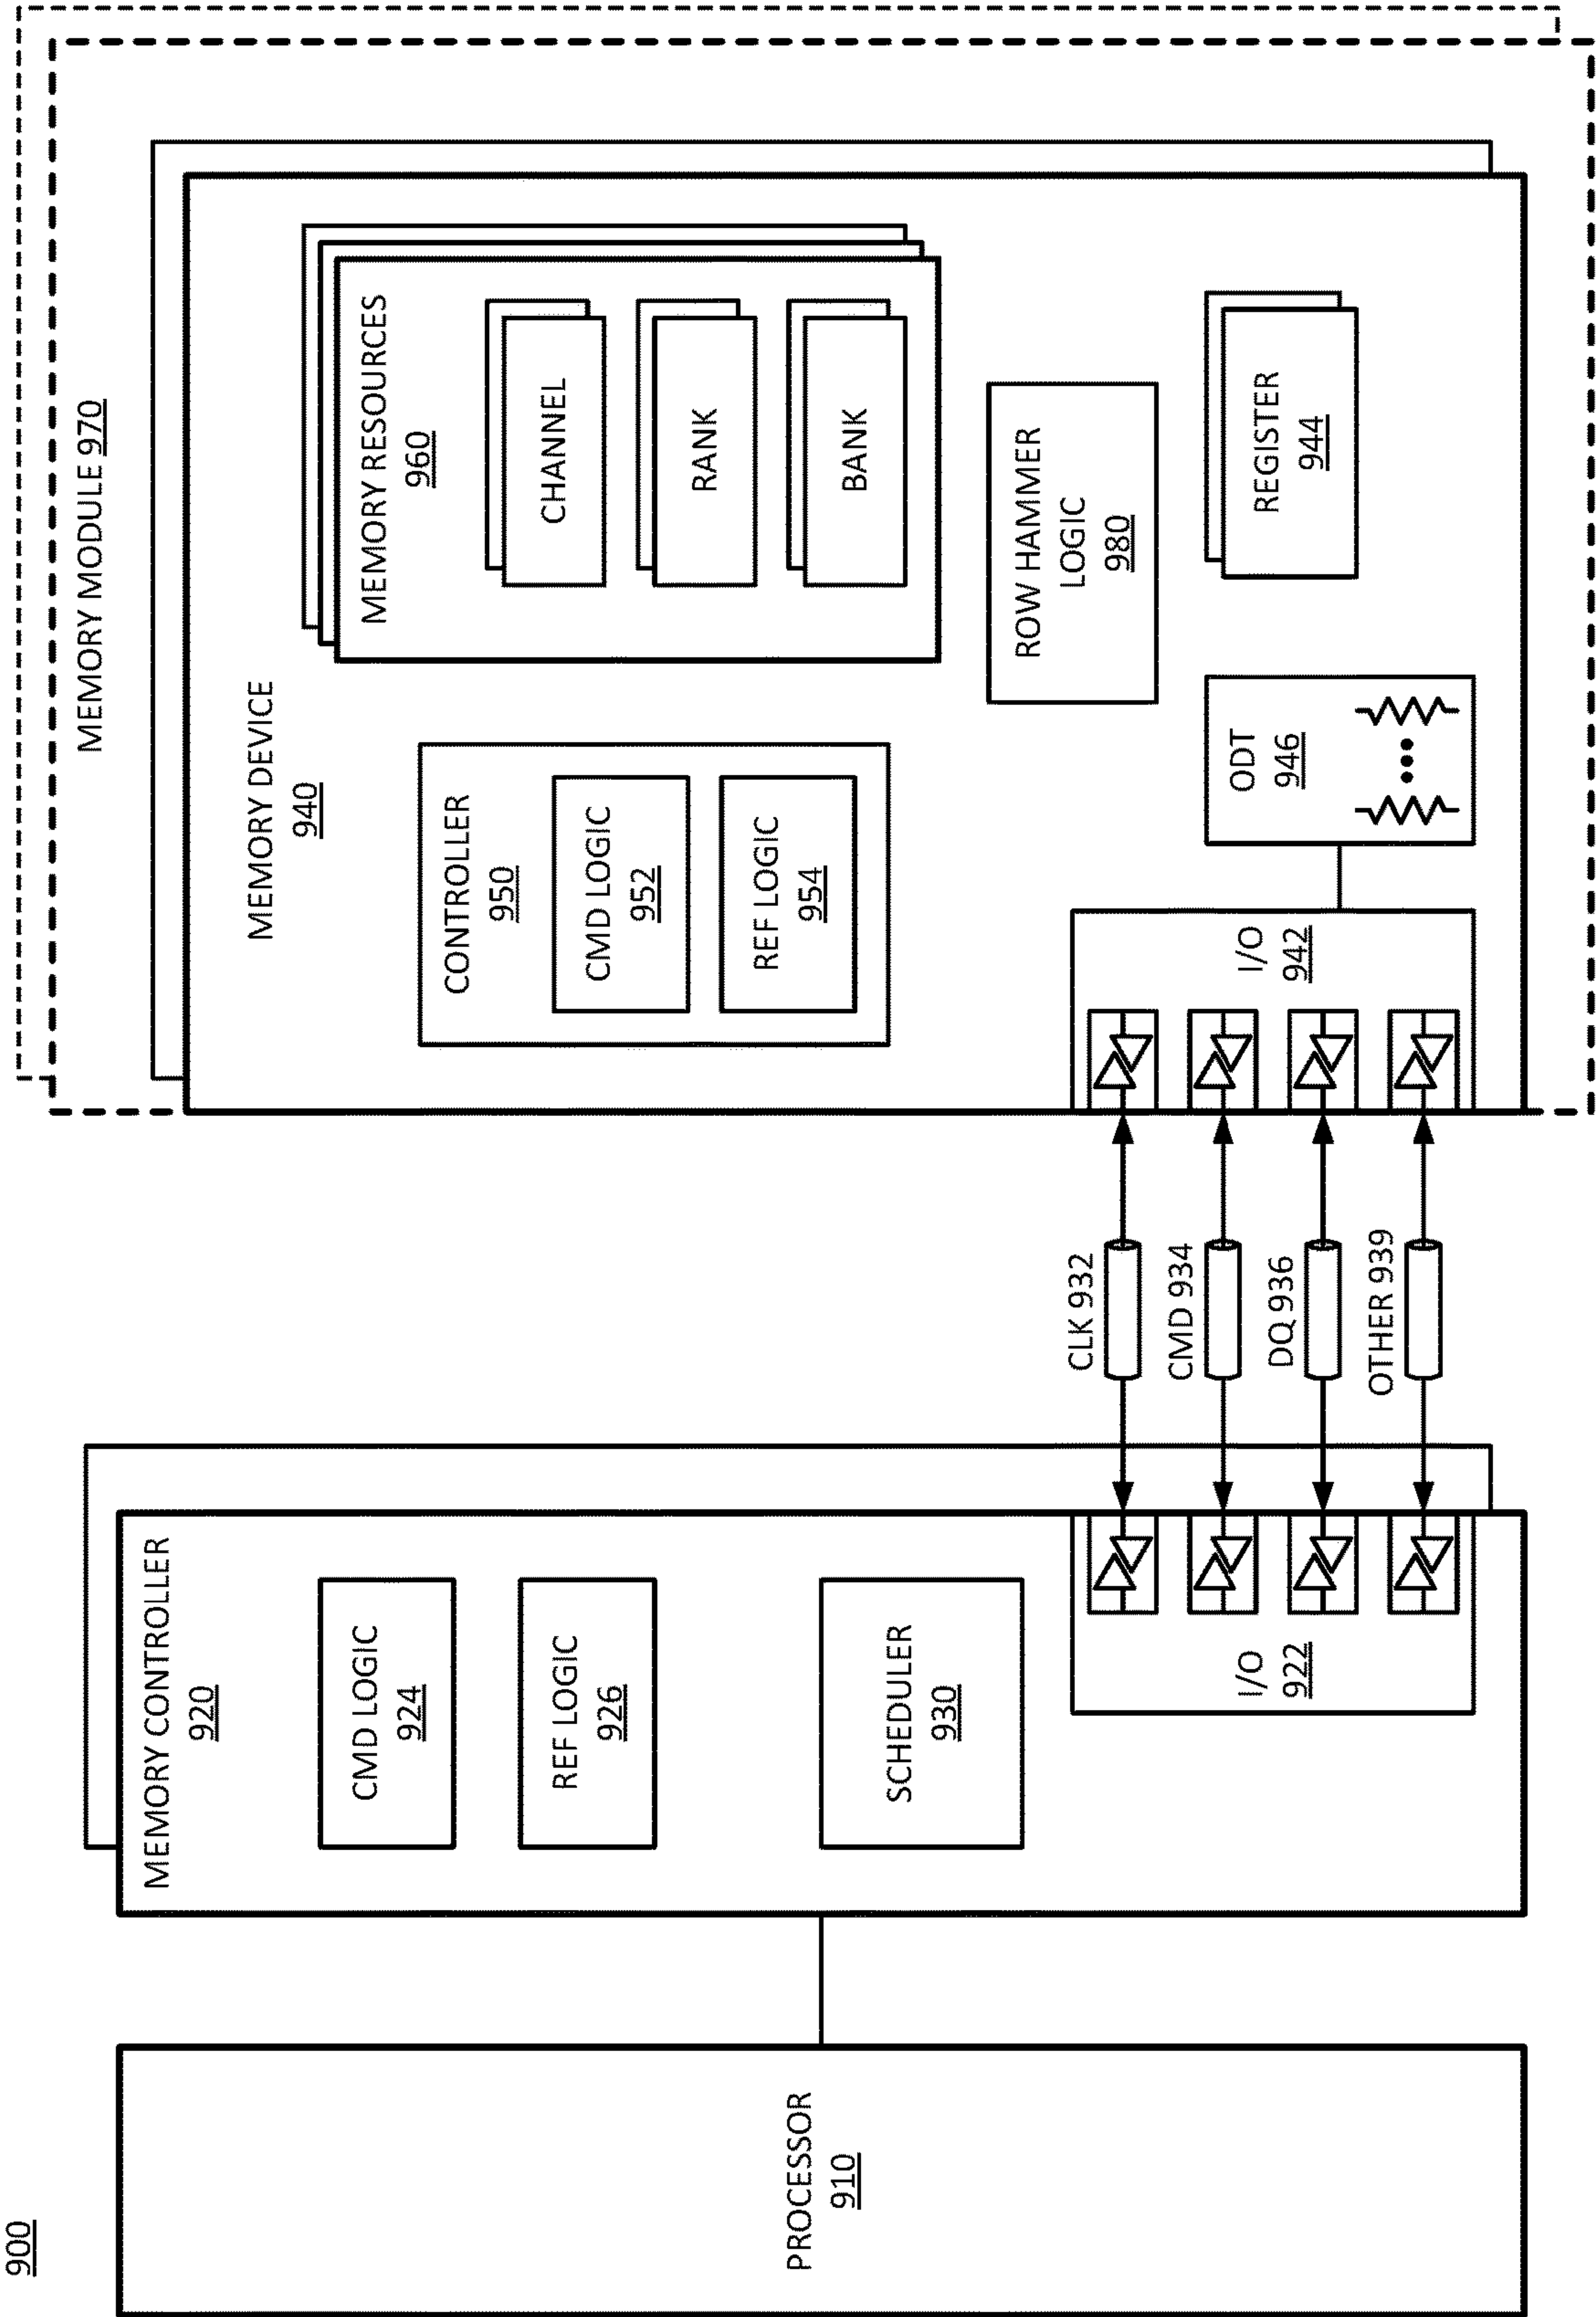 900
PROCESSOR
910
MEMORY CONTROLLER
920
CMD LOGIC
924
REF LOGIC
926
SCHEDULER
930
I/O
922
CLK 932
CMD 934
DQ 936
OTHER 939
MEMORY MODULE 970
MEMORY DEVICE
940
CONTROLLER
950
CMD LOGIC
952
REF LOGIC
954
I/O
942
MEMORY RESOURCES
960
CHANNEL
RANK
BANK
ROW HAMMER
LOGIC
980
ODT
946
REGISTER
944